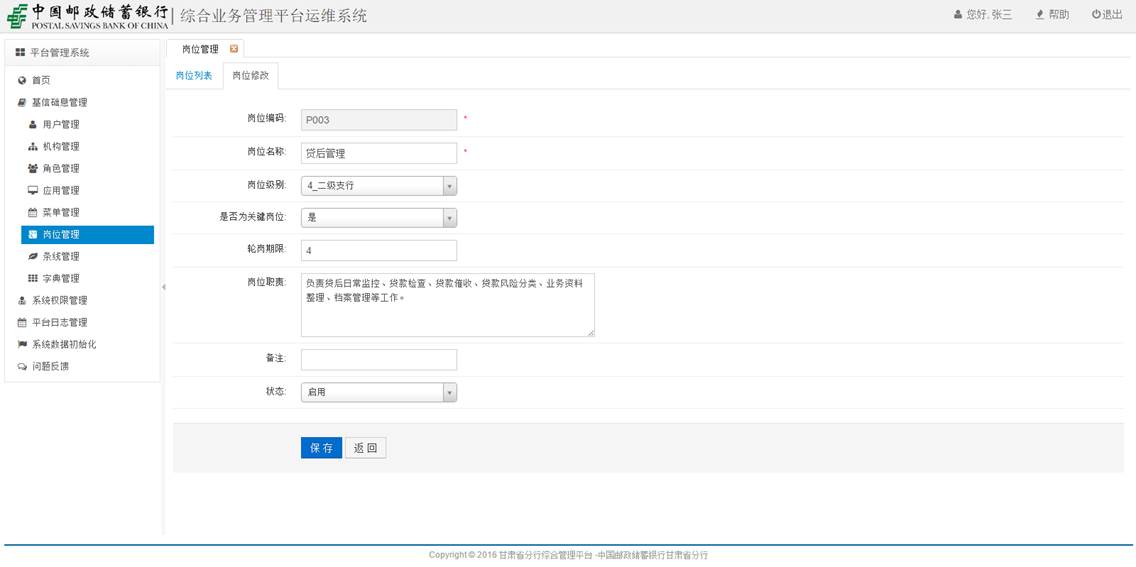 中国邮政储蓄银行
POSTAL SAVINGS BANK OF CHINA
综合业务管理平台运维系统
您好, 张三
帮助
退出
平台管理系统
首页
基信础息管理
用户管理
机构管理
角色管理
应用管理
菜单管理
岗位管理
条线管理
字典管理
系统权限管理
平台日志管理
系统数据初始化
问题反馈
岗位管理
岗位列表
岗位修改
岗位编码: P003 *
岗位名称: 贷后管理 *
岗位级别: 4_二级支行
是否为关键岗位: 是
轮岗期限: 4
岗位职责: 负责贷后日常监控、贷款检查、贷款催收、贷款风险分类、业务资料
整理、档案管理等工作。
备注:
状态: 启用
保 存
返 回
Copyright © 2016 甘肃省分行综合管理平台 -中国邮政储蓄银行甘肃省分行